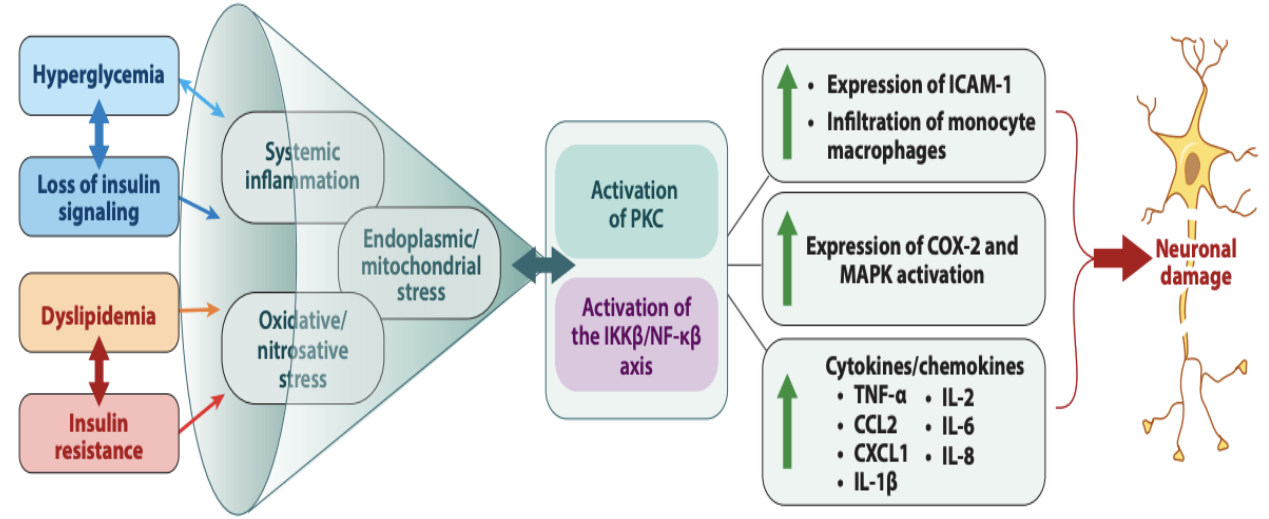 Hyperglycemia
Loss of insulin
signaling
Dyslipidemia
Insulin
resistance
Systemic
inflammation
Endoplasmic/
mitochondrial
stress
Oxidative/
nitrosative
stress
Activation
of PKC
Activation of
the IKKβ/NF-κβ
axis
• Expression of ICAM-1
• Infiltration of monocyte
macrophages
Expression of COX-2 and
MAPK activation
Cytokines/chemokines
• TNF-α • IL-2
• CCL2 • IL-6
• CXCL1 • IL-8
• IL-1β
Neuronal
damage